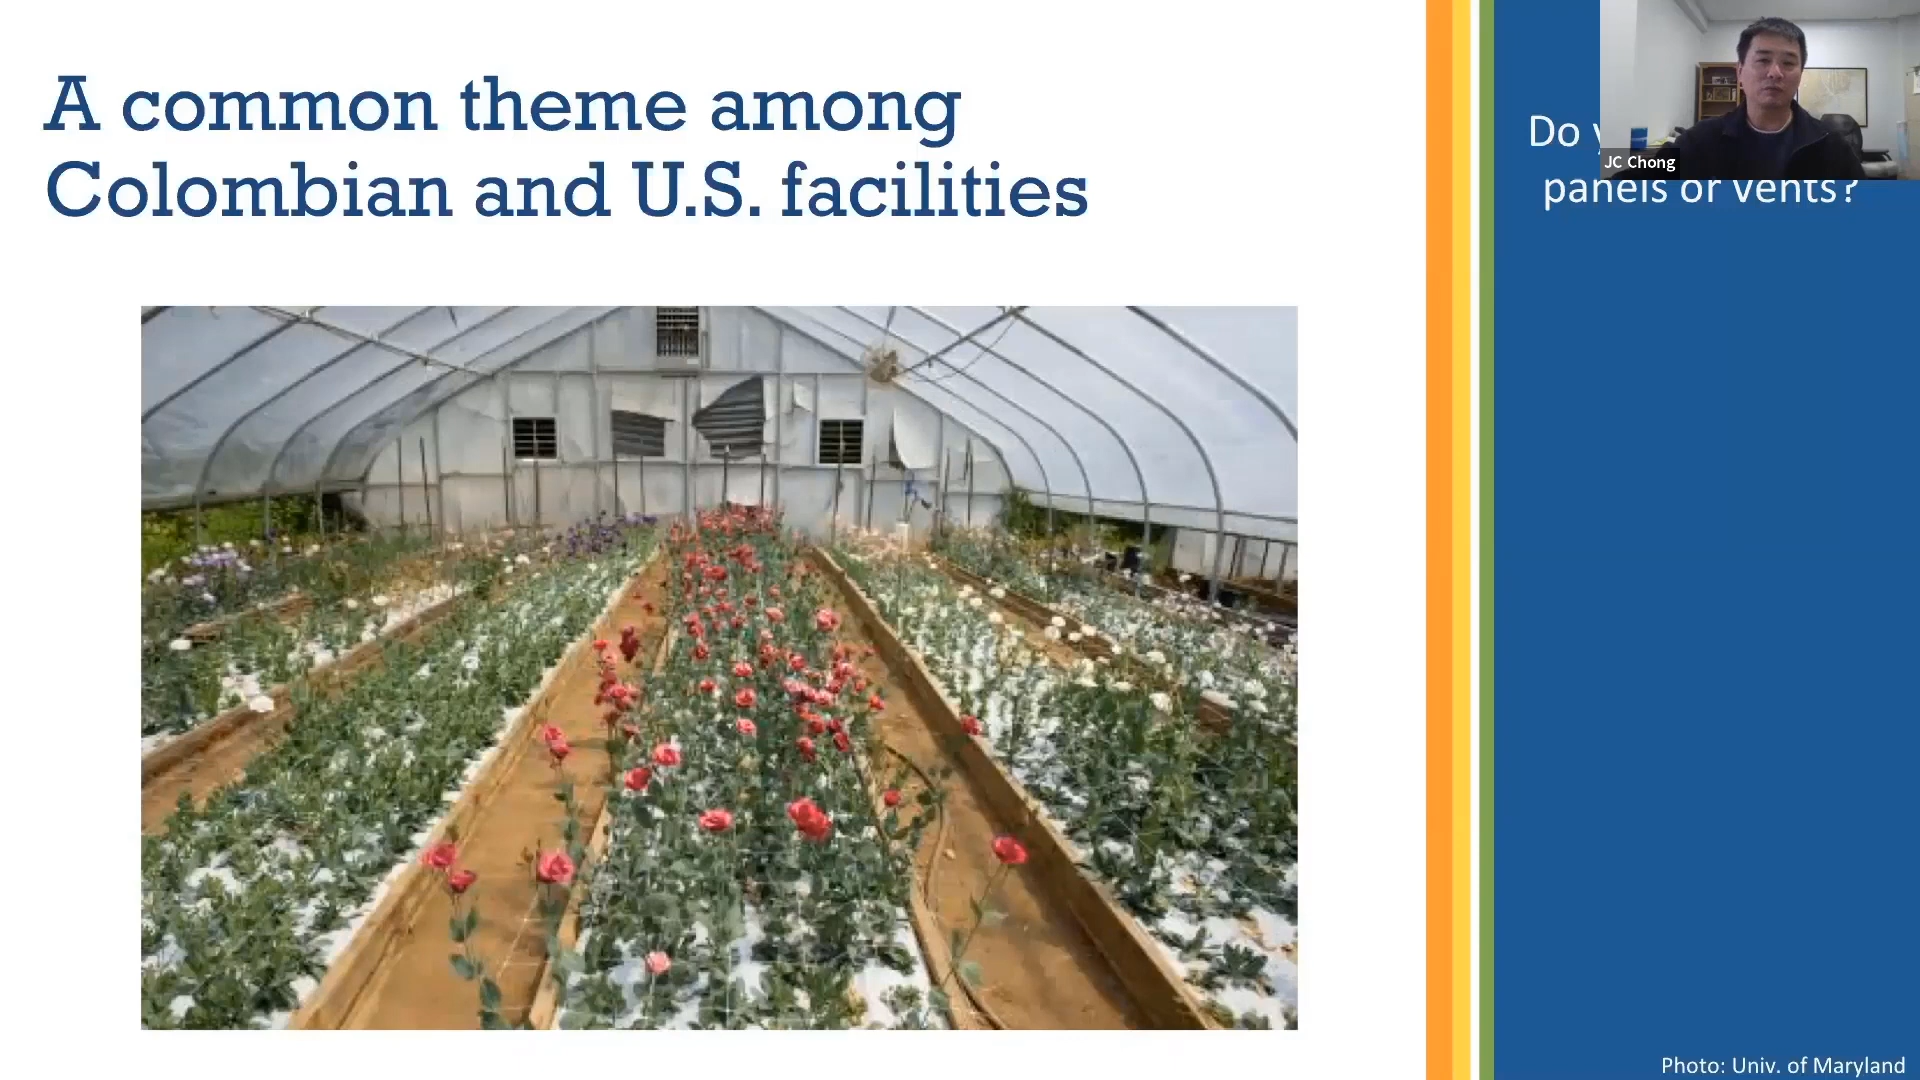 A common theme among
Colombian and U.S. facilities
Do
panels or vents?
JC Chong
Photo: Univ. of Maryland